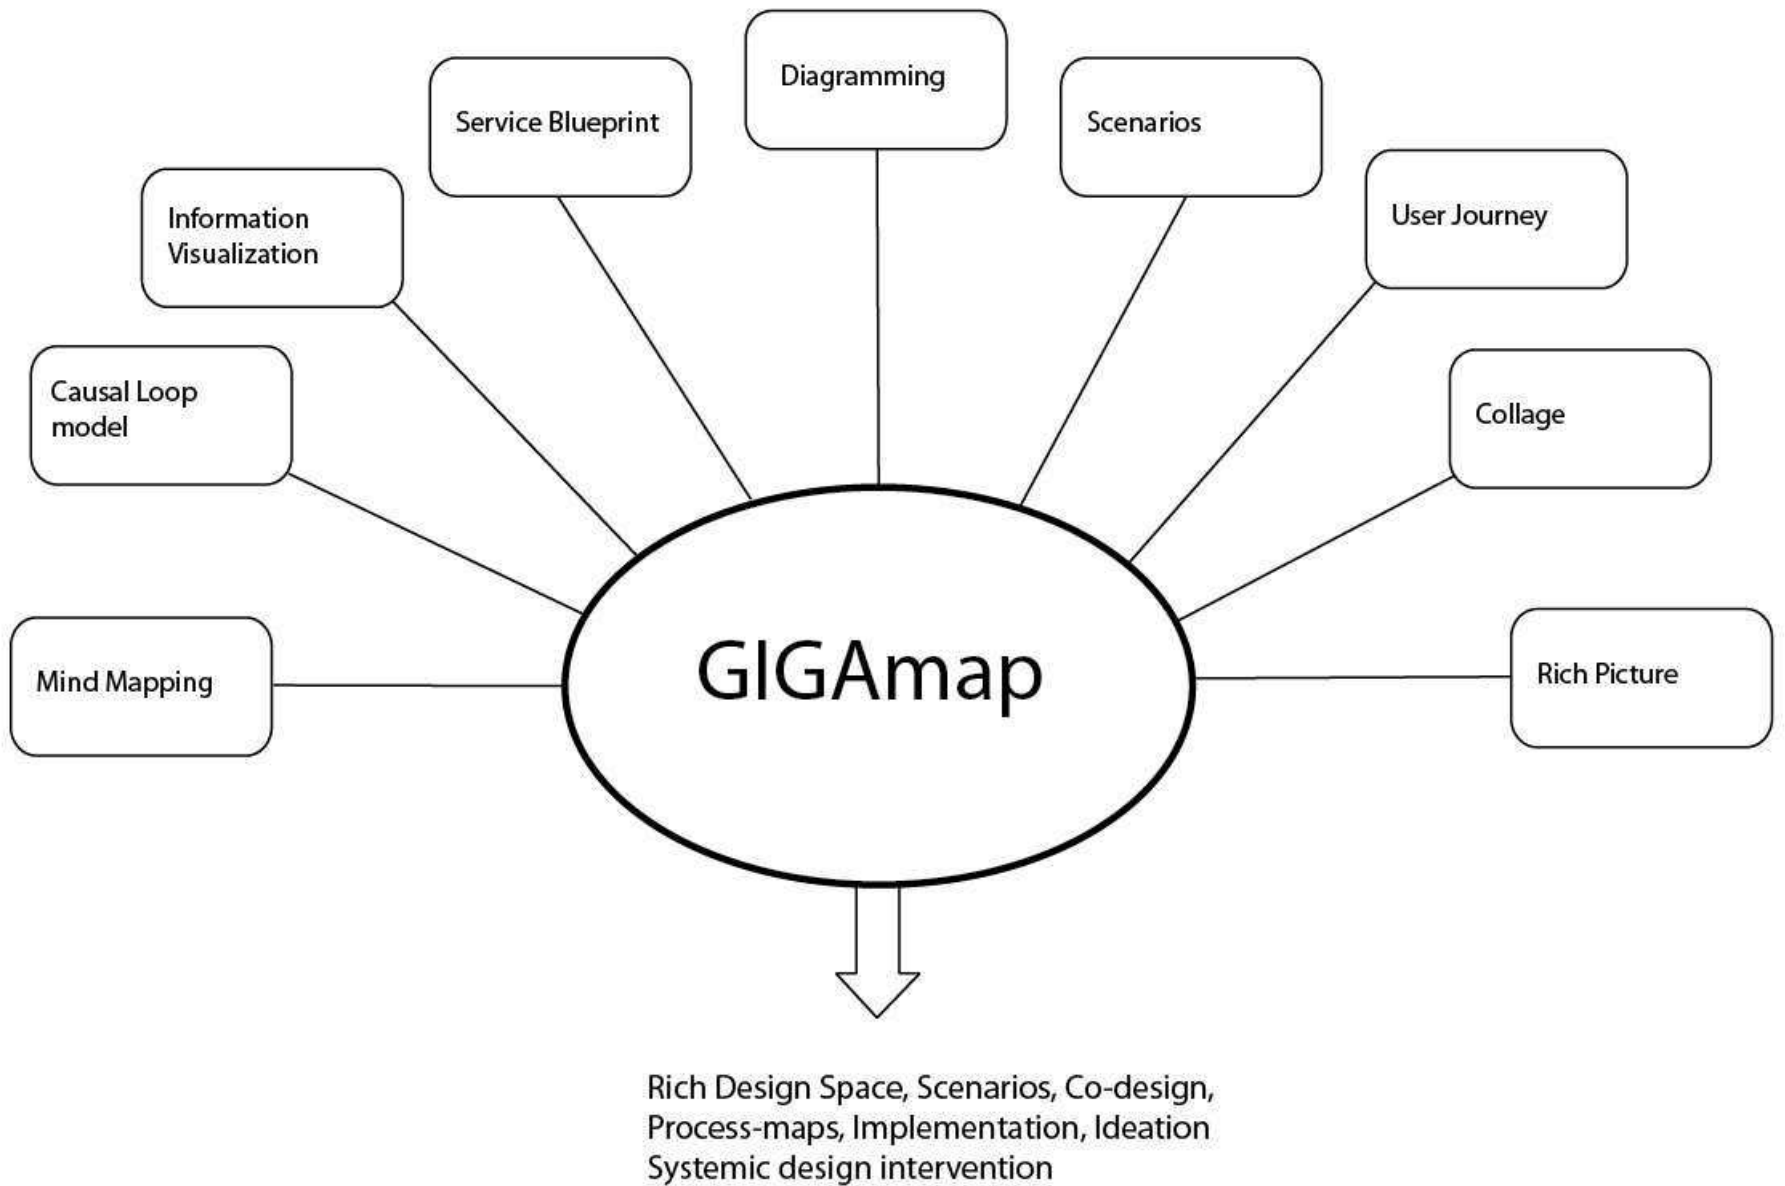 Diagramming
Service Blueprint
Scenarios
Information
Visualization
User Journey
Causal Loop
model
Collage
Mind Mapping
GIGAmap
Rich Picture
Rich Design Space, Scenarios, Co-design,
Process-maps, Implementation, Ideation
Systemic design intervention